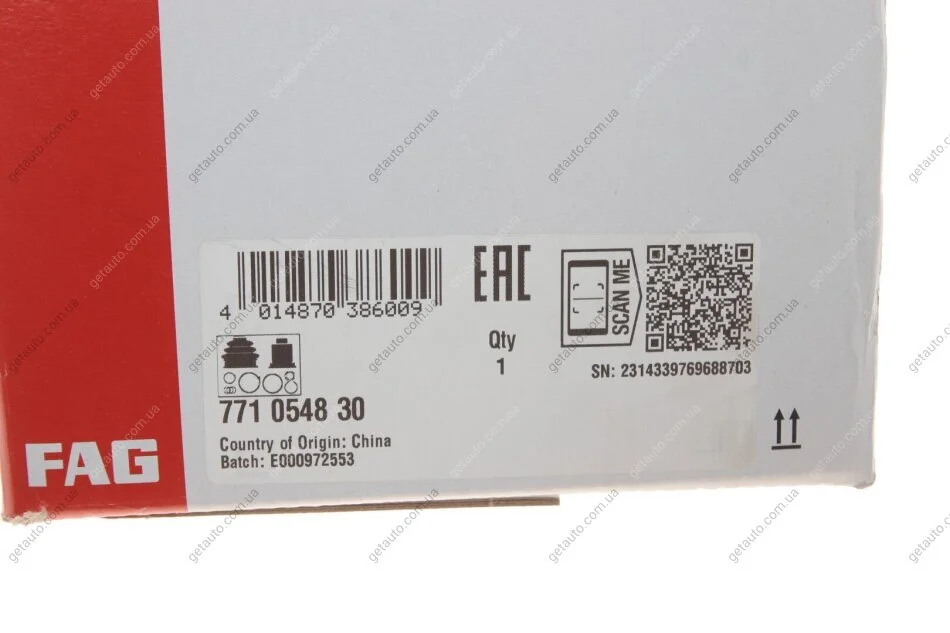 4 014870 386009
EAC
SCAN ME
Qty
1
SN: 2314339769688703
771 0548 30
Country of Origin: China
Batch: E000972553
FAG
getauto.com.ua